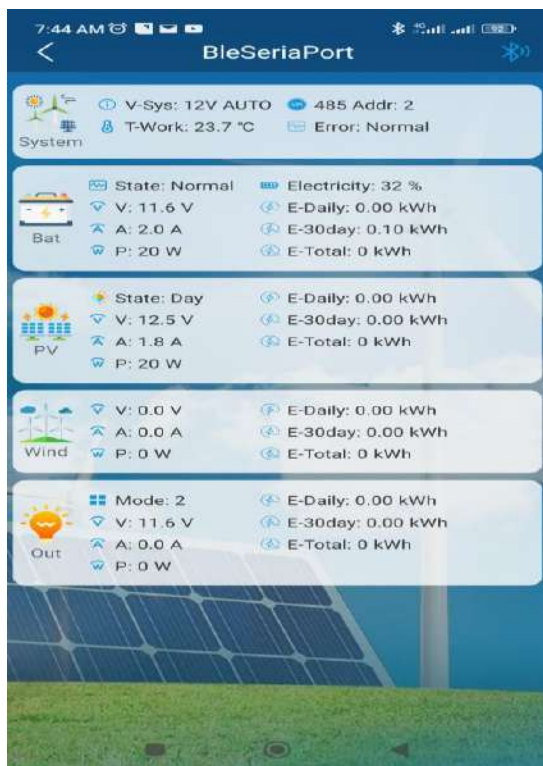 7:44 AM
BleSeriaPort
V-Sys: 12V AUTO 485 Addr: 2
T-Work: 23.7 °C Error: Normal
System
State: Normal Electricity: 32 %
V: 11.6 V E-Daily: 0.00 kWh
A: 2.0 A E-30day: 0.10 kWh
Bat
P: 20 W E-Total: 0 kWh
State: Day E-Daily: 0.00 kWh
V: 12.5 V E-30day: 0.00 kWh
A: 1.8 A E-Total: 0 kWh
PV
P: 20 W
V: 0.0 V E-Daily: 0.00 kWh
A: 0.0 A E-30day: 0.00 kWh
Wind P: 0 W E-Total: 0 kWh
Mode: 2 E-Daily: 0.00 kWh
V: 11.6 V E-30day: 0.00 kWh
A: 0.0 A E-Total: 0 kWh
Out
P: 0 W